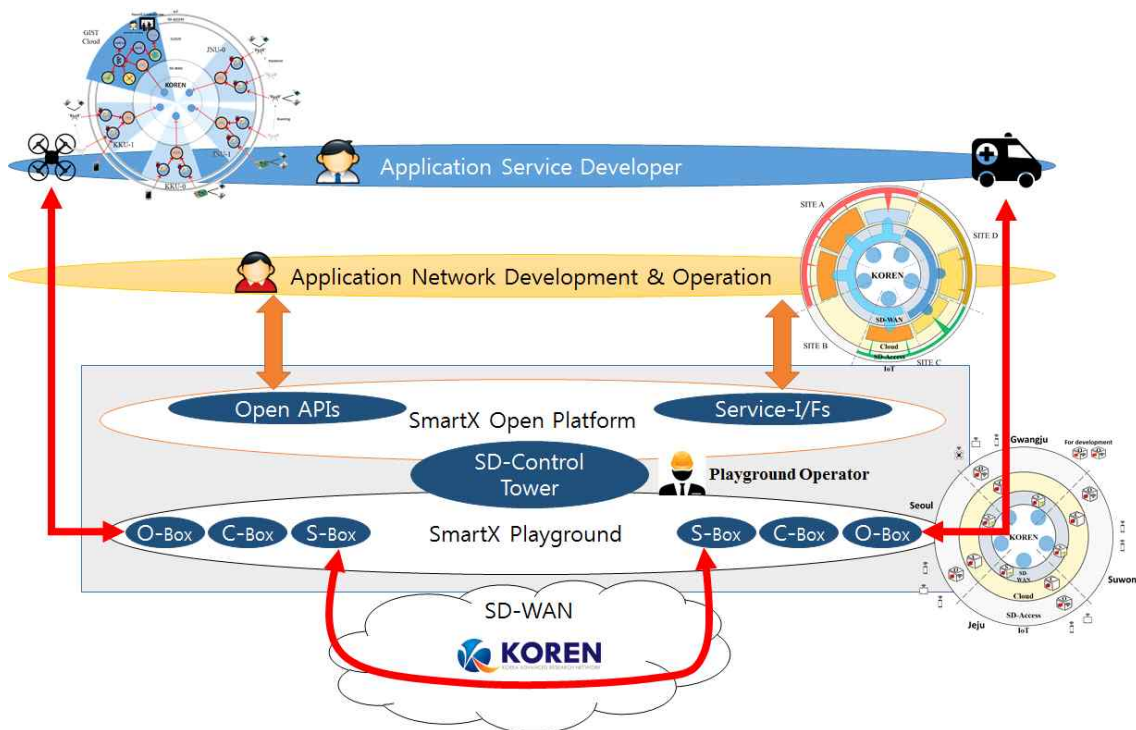 GIST
Cloud
JNU-0
KOREN
KKU-1
JNU-1
KKU-0
Application Service Developer
SITE A
SITE D
KOREN
SD-WAN
SITE B
Cloud
SD-Access
SITE C
IoT
Application Network Development & Operation
Open APIs
Service-I/Fs
SmartX Open Platform
SD-Control
Tower
Playground Operator
O-Box
C-Box
S-Box
SmartX Playground
S-Box
C-Box
O-Box
Gwangju
For development
Seoul
KOREN
SD-
WAN
Suwon
Cloud
SD-Access
Jeju
IoT
SD-WAN
KOREN
KOREA ADVANCED RESEARCH NETWORK